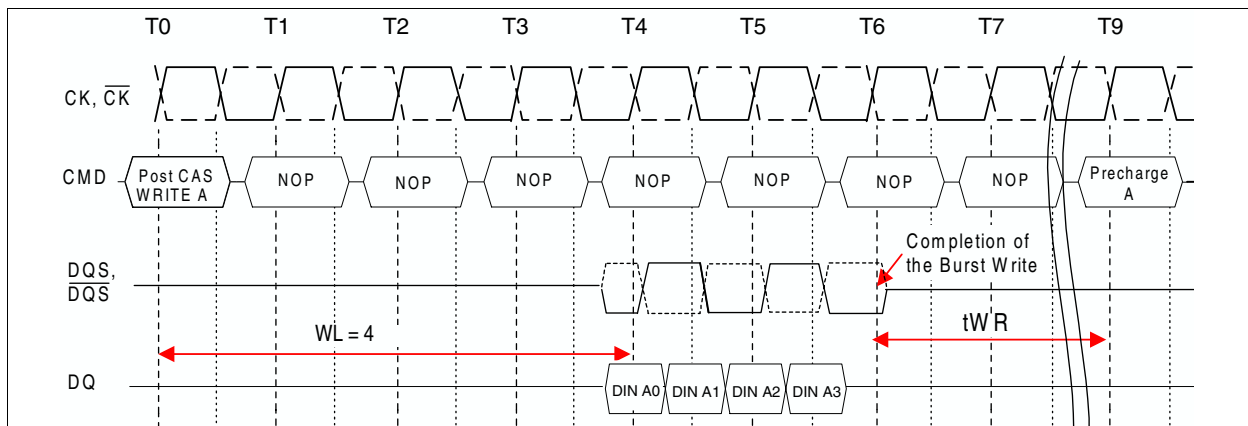 T0 T1 T2 T3 T4 T5 T6 T7 T9
CK, C̅K̅
CMD
Post CAS
WRITE A
NOP
NOP
NOP
NOP
NOP
NOP
NOP
Precharge
A
DQS,
D̅Q̅S̅
Completion of
the Burst Write
WL = 4
tWR
DQ
DIN A0
DIN A1
DIN A2
DIN A3